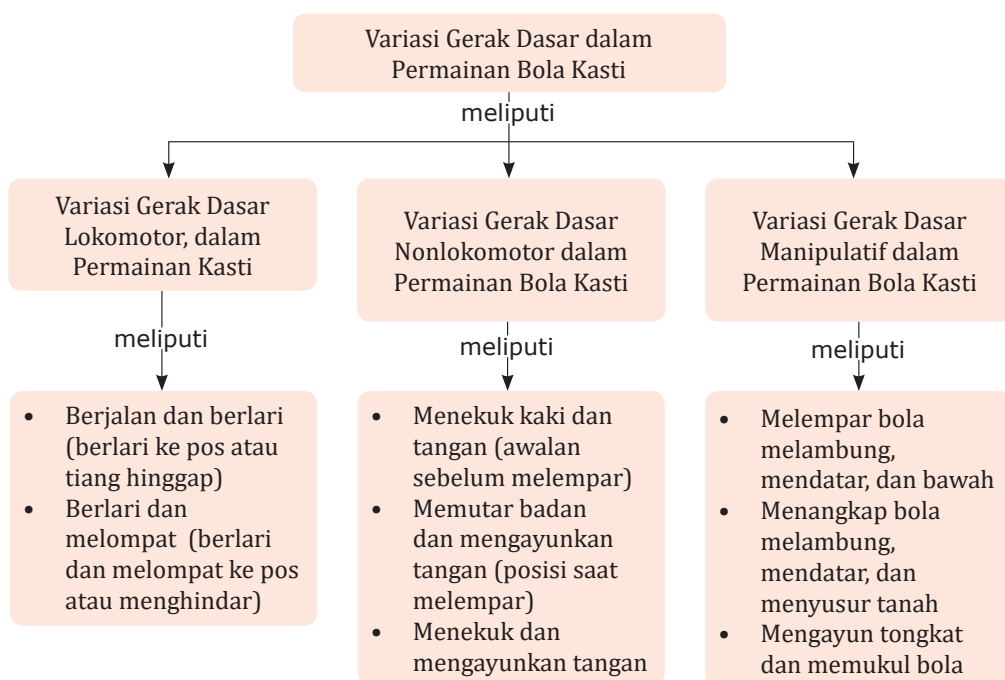 Variasi Gerak Dasar dalam
Permainan Bola Kasti
meliputi
Variasi Gerak Dasar
Lokomotor, dalam
Permainan Kasti
meliputi
• Berjalan dan berlari
(berlari ke pos atau
tiang hinggap)
• Berlari dan
melompat (berlari
dan melompat ke pos
atau menghindar)
Variasi Gerak Dasar
Nonlokomotor dalam
Permainan Bola Kasti
meliputi
• Menekuk kaki dan
tangan (awalan
sebelum melempar)
• Memutar badan
dan mengayunkan
tangan (posisi saat
melempar)
• Menekuk dan
mengayunkan tangan
Variasi Gerak Dasar
Manipulatif dalam
Permainan Bola Kasti
meliputi
• Melempar bola
melambung,
mendatar, dan bawah
• Menangkap bola
melambung,
mendatar, dan
menyusur tanah
• Mengayun tongkat
dan memukul bola